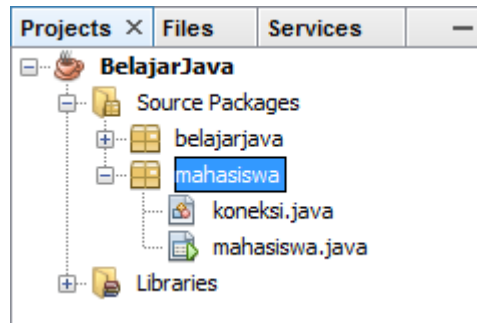 Projects × Files Services
BelajarJava
Source Packages
belajarjava
mahasiswa
koneksi.java
mahasiswa.java
Libraries